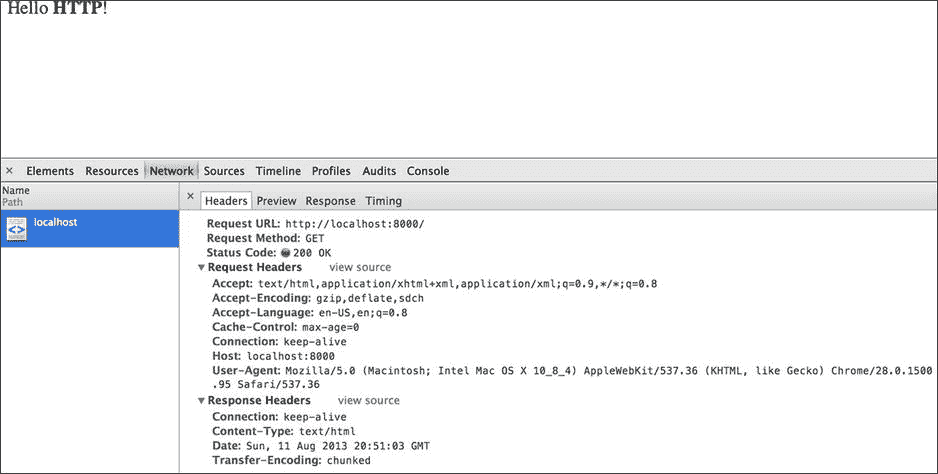 Hello HTTP!
× Elements Resources Network Sources Timeline Profiles Audits Console
Name
Path
× Headers Preview Response Timing
localhost
Request URL: http://localhost:8000/
Request Method: GET
Status Code: 200 OK
▼ Request Headers view source
Accept: text/html,application/xhtml+xml,application/xml;q=0.9,*/*;q=0.8
Accept-Encoding: gzip,deflate,sdch
Accept-Language: en-US,en;q=0.8
Cache-Control: max-age=0
Connection: keep-alive
Host: localhost:8000
User-Agent: Mozilla/5.0 (Macintosh; Intel Mac OS X 10_8_4) AppleWebKit/537.36 (KHTML, like Gecko) Chrome/28.0.1500
.95 Safari/537.36
▼ Response Headers view source
Connection: keep-alive
Content-Type: text/html
Date: Sun, 11 Aug 2013 20:51:03 GMT
Transfer-Encoding: chunked